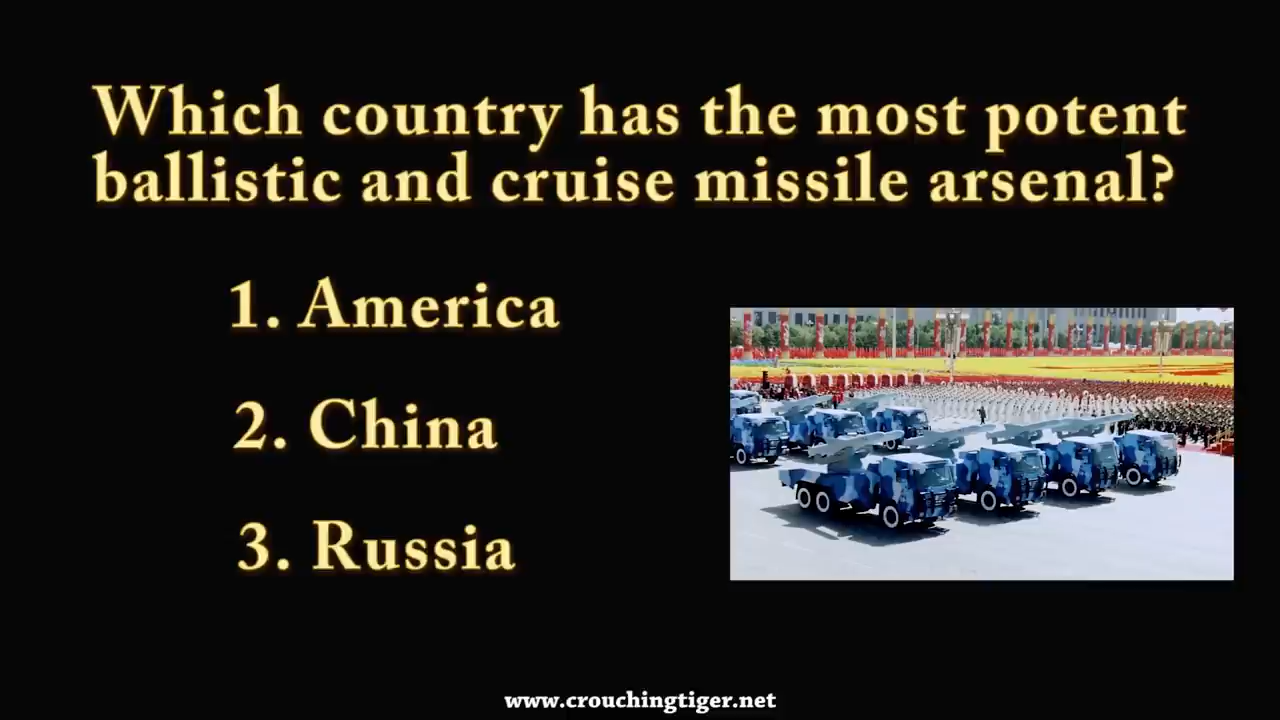 Which country has the most potent
ballistic and cruise missile arsenal?
1. America
2. China
3. Russia
www.crouchingtiger.net